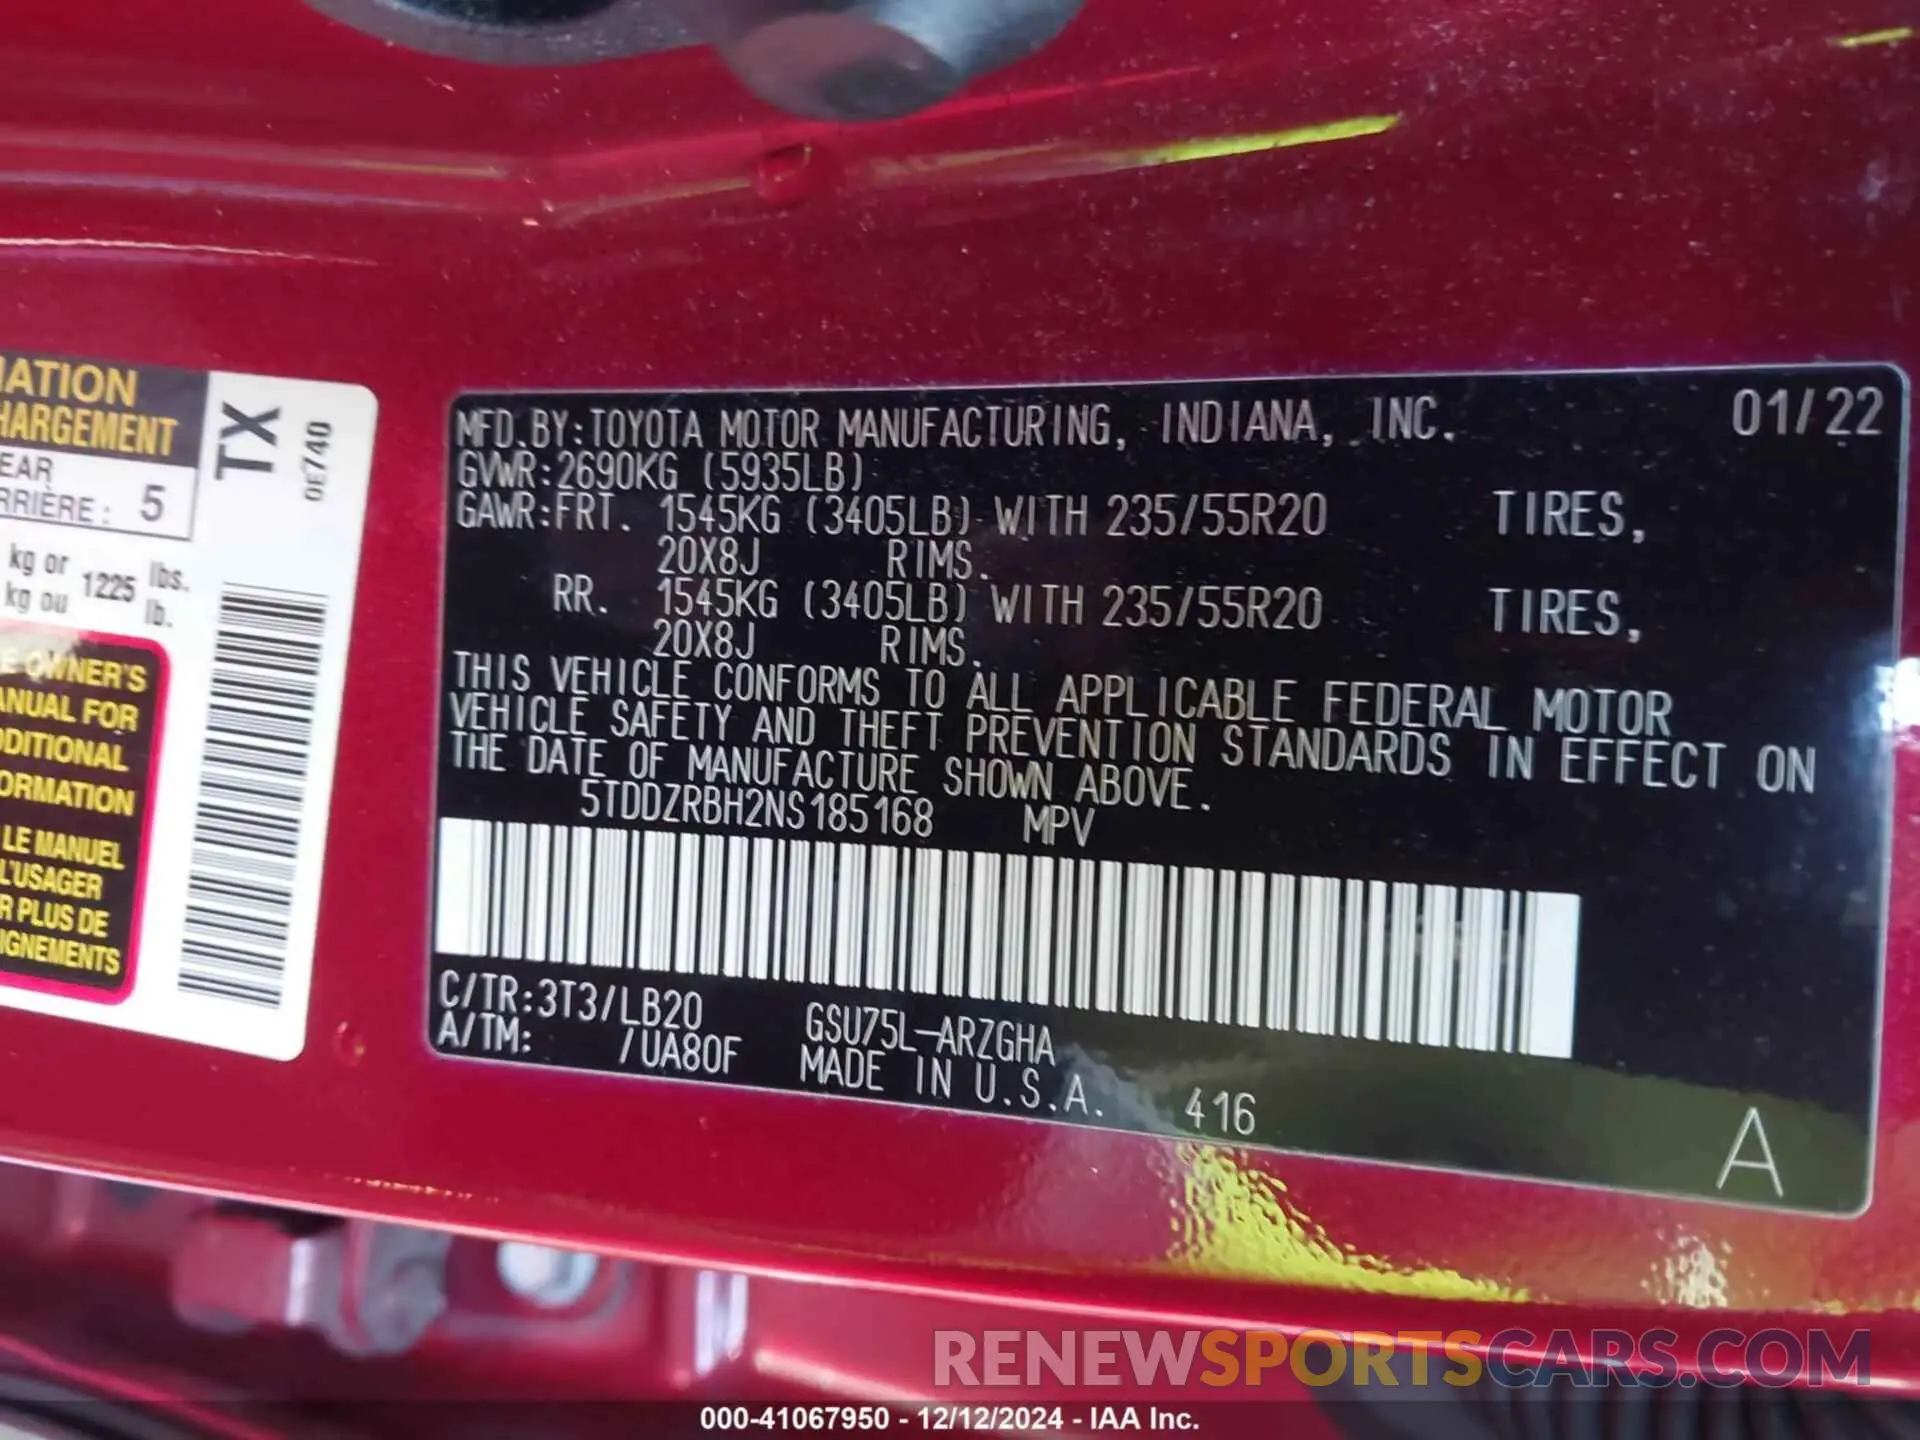 IATION
HARGEMENT
EAR
RRIÈRE : 5
kg or 1225 lbs.
kg ou lb.
E OWNER'S
ANUAL FOR
DDITIONAL
ORMATION
LE MANUEL
L'USAGER
R PLUS DE
IGNEMENTS
TX
0E740
MFD.BY:TOYOTA MOTOR MANUFACTURING, INDIANA, INC. 01/22
GVWR:2690KG (5935LB)
GAWR:FRT. 1545KG (3405LB) WITH 235/55R20 TIRES,
20X8J RIMS.
RR. 1545KG (3405LB) WITH 235/55R20 TIRES,
20X8J RIMS.
THIS VEHICLE CONFORMS TO ALL APPLICABLE FEDERAL MOTOR
VEHICLE SAFETY AND THEFT PREVENTION STANDARDS IN EFFECT ON
THE DATE OF MANUFACTURE SHOWN ABOVE.
5TDDZRBH2NS185168 MPV
C/TR:3T3/LB20 GSU75L-ARZGHA
A/TM: /UA80F MADE IN U.S.A. 416
A
RENEWSPORTSCARS.COM
000-41067950 - 12/12/2024 - IAA Inc.